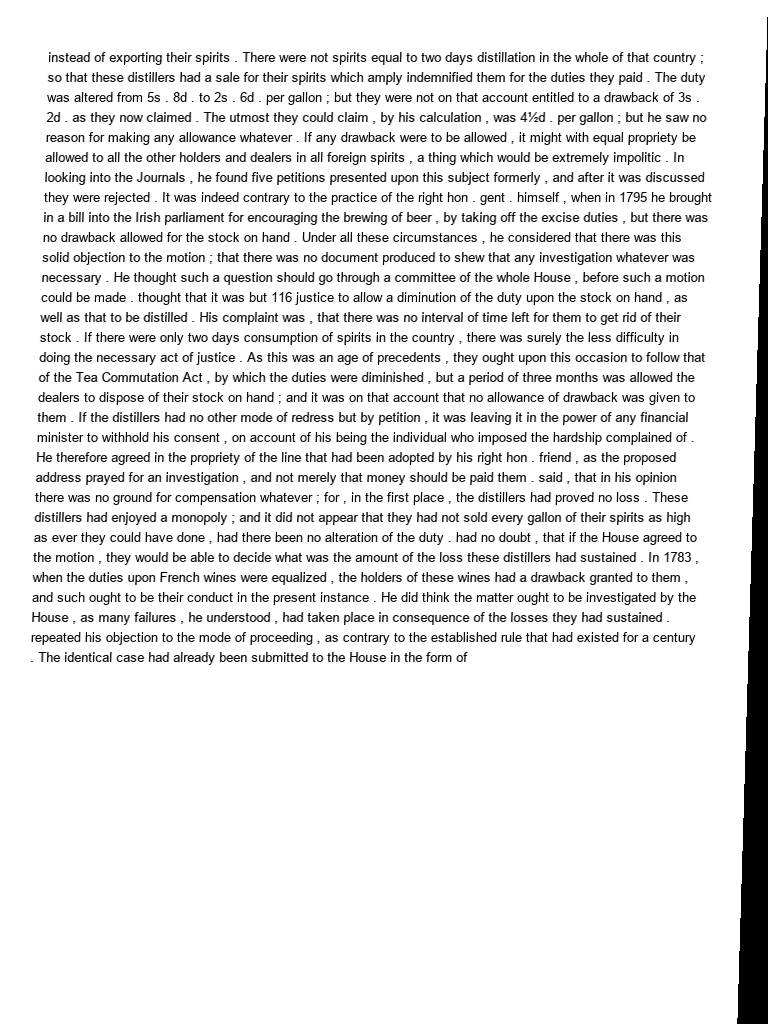 instead of exporting their spirits . There were not spirits equal to two days distillation in the whole of that country ;
so that these distillers had a sale for their spirits which amply indemnified them for the duties they paid . The duty
was altered from 5s . 8d . to 2s . 6d . per gallon ; but they were not on that account entitled to a drawback of 3s .
2d . as they now claimed . The utmost they could claim , by his calculation , was 4½d . per gallon ; but he saw no
reason for making any allowance whatever . If any drawback were to be allowed , it might with equal propriety be
allowed to all the other holders and dealers in all foreign spirits , a thing which would be extremely impolitic . In
looking into the Journals , he found five petitions presented upon this subject formerly , and after it was discussed
they were rejected . It was indeed contrary to the practice of the right hon . gent . himself , when in 1795 he brought
in a bill into the Irish parliament for encouraging the brewing of beer , by taking off the excise duties , but there was
no drawback allowed for the stock on hand . Under all these circumstances , he considered that there was this
solid objection to the motion ; that there was no document produced to shew that any investigation whatever was
necessary . He thought such a question should go through a committee of the whole House , before such a motion
could be made . thought that it was but 116 justice to allow a diminution of the duty upon the stock on hand , as
well as that to be distilled . His complaint was , that there was no interval of time left for them to get rid of their
stock . If there were only two days consumption of spirits in the country , there was surely the less difficulty in
doing the necessary act of justice . As this was an age of precedents , they ought upon this occasion to follow that
of the Tea Commutation Act , by which the duties were diminished , but a period of three months was allowed the
dealers to dispose of their stock on hand ; and it was on that account that no allowance of drawback was given to
them . If the distillers had no other mode of redress but by petition , it was leaving it in the power of any financial
minister to withhold his consent , on account of his being the individual who imposed the hardship complained of .
He therefore agreed in the propriety of the line that had been adopted by his right hon . friend , as the proposed
address prayed for an investigation , and not merely that money should be paid them . said , that in his opinion
there was no ground for compensation whatever ; for , in the first place , the distillers had proved no loss . These
distillers had enjoyed a monopoly ; and it did not appear that they had not sold every gallon of their spirits as high
as ever they could have done , had there been no alteration of the duty . had no doubt , that if the House agreed to
the motion , they would be able to decide what was the amount of the loss these distillers had sustained . In 1783 ,
when the duties upon French wines were equalized , the holders of these wines had a drawback granted to them ,
and such ought to be their conduct in the present instance . He did think the matter ought to be investigated by the
House , as many failures , he understood , had taken place in consequence of the losses they had sustained .
repeated his objection to the mode of proceeding , as contrary to the established rule that had existed for a century
. The identical case had already been submitted to the House in the form of